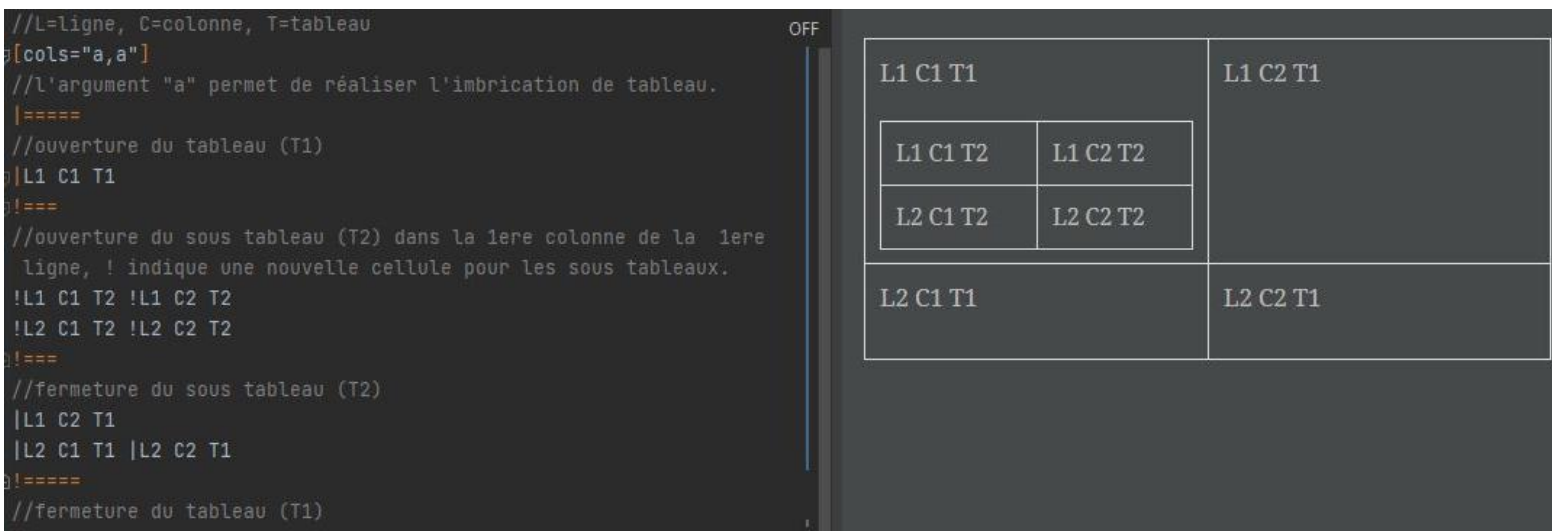 //L=ligne, C=colonne, T=tableau
OFF
[cols="a,a"]
//l'argument "a" permet de réaliser l'imbrication de tableau.
|=====
//ouverture du tableau (T1)
|L1 C1 T1
!===
//ouverture du sous tableau (T2) dans la 1ere colonne de la  1ere
ligne, ! indique une nouvelle cellule pour les sous tableaux.
!L1 C1 T2 !L1 C2 T2
!L2 C1 T2 !L2 C2 T2
!===
//fermeture du sous tableau (T2)
|L1 C2 T1
|L2 C1 T1 |L2 C2 T1
!=====
//fermeture du tableau (T1)
L1 C1 T1 L1 C2 T1
L1 C1 T2 L1 C2 T2
L2 C1 T2 L2 C2 T2
L2 C1 T1 L2 C2 T1